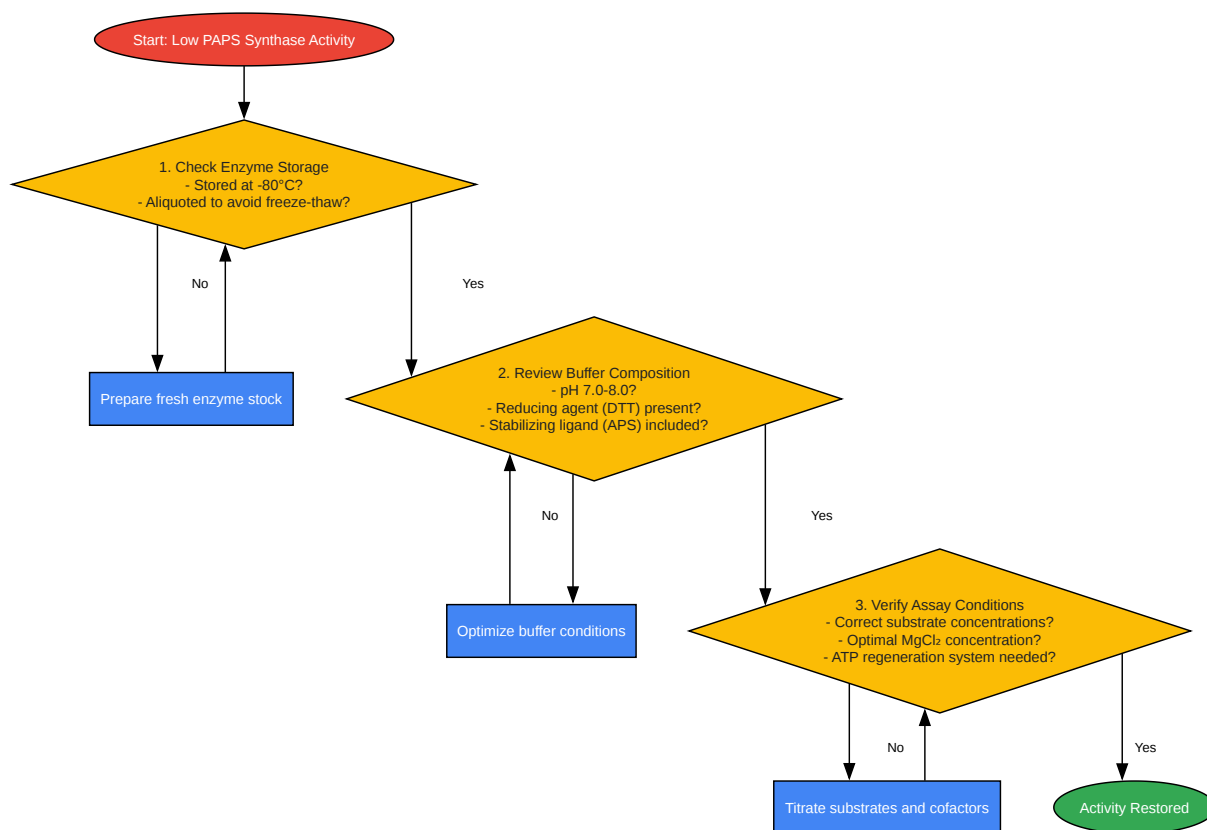 Start: Low PAPS Synthase Activity
1. Check Enzyme Storage
- Stored at -80°C?
- Aliquoted to avoid freeze-thaw?
No
Yes
Prepare fresh enzyme stock
2. Review Buffer Composition
- pH 7.0-8.0?
- Reducing agent (DTT) present?
- Stabilizing ligand (APS) included?
No
Yes
Optimize buffer conditions
3. Verify Assay Conditions
- Correct substrate concentrations?
- Optimal MgCl₂ concentration?
- ATP regeneration system needed?
No
Yes
Titrate substrates and cofactors
Activity Restored